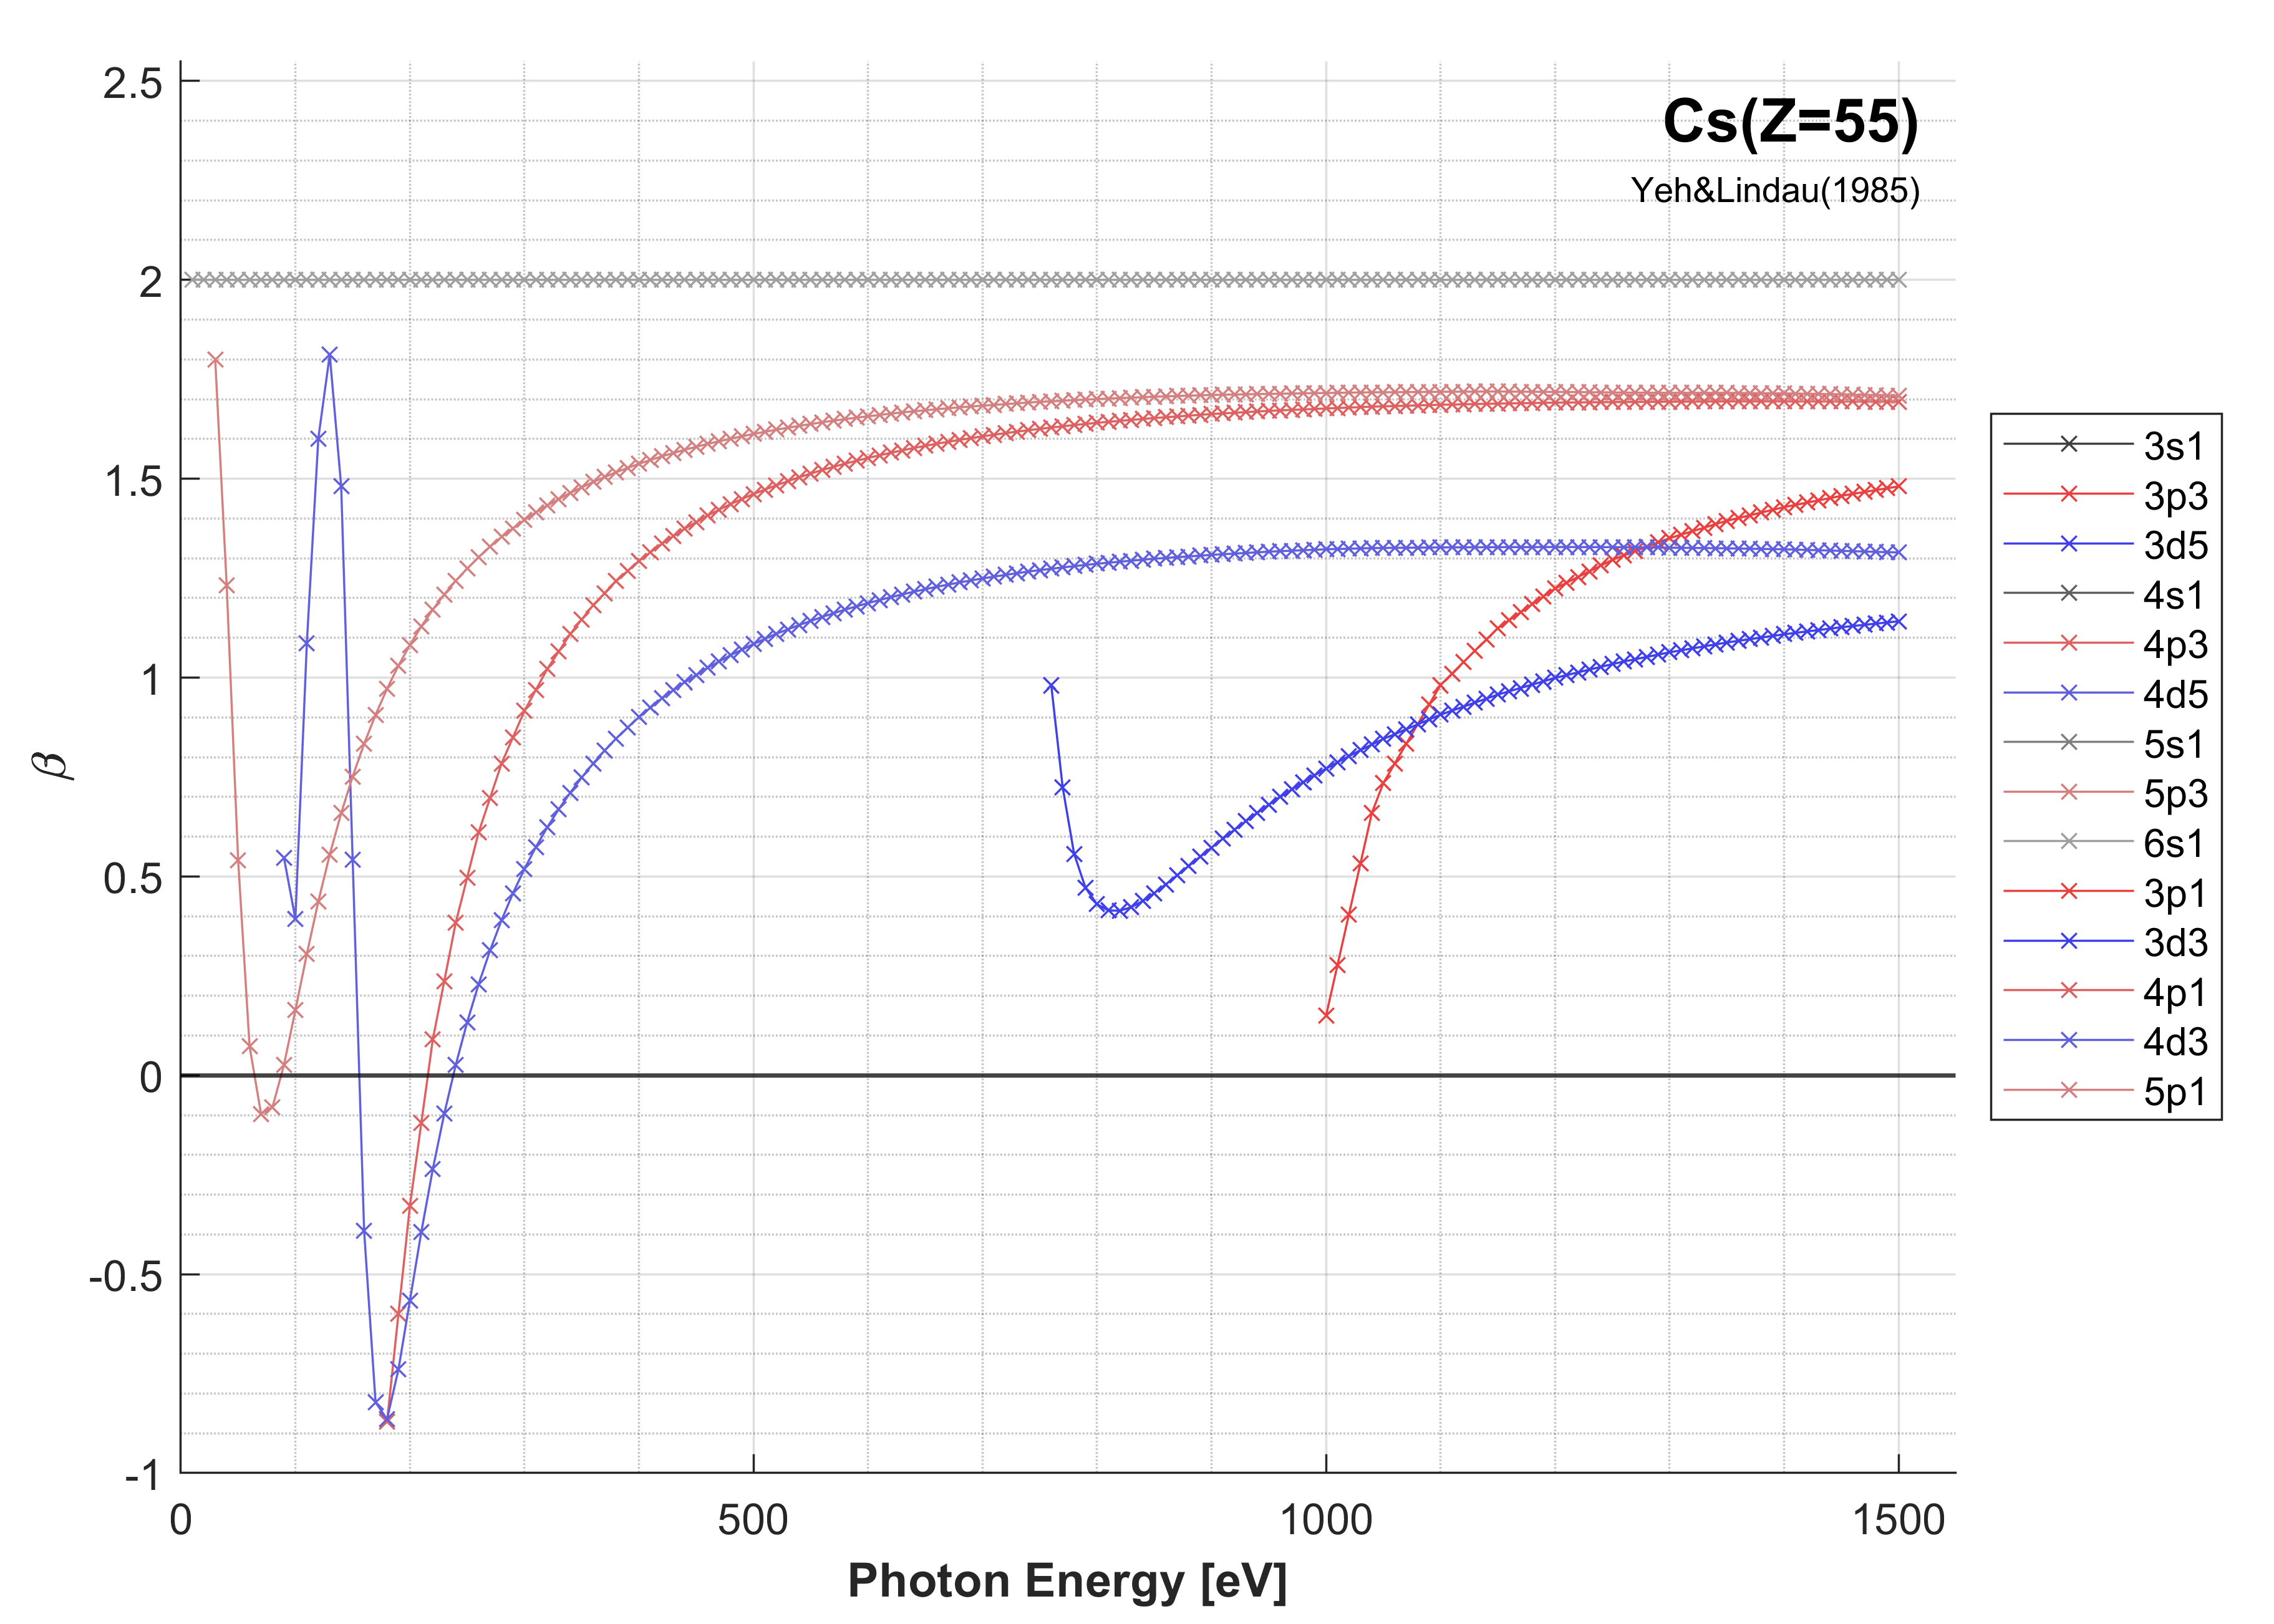 Cs(Z=55)
Yeh&Lindau(1985)
2.5
2
1.5
1
0.5
0
-0.5
-1
β
0 500 1000 1500
Photon Energy [eV]
3s1
3p3
3d5
4s1
4p3
4d5
5s1
5p3
6s1
3p1
3d3
4p1
4d3
5p1